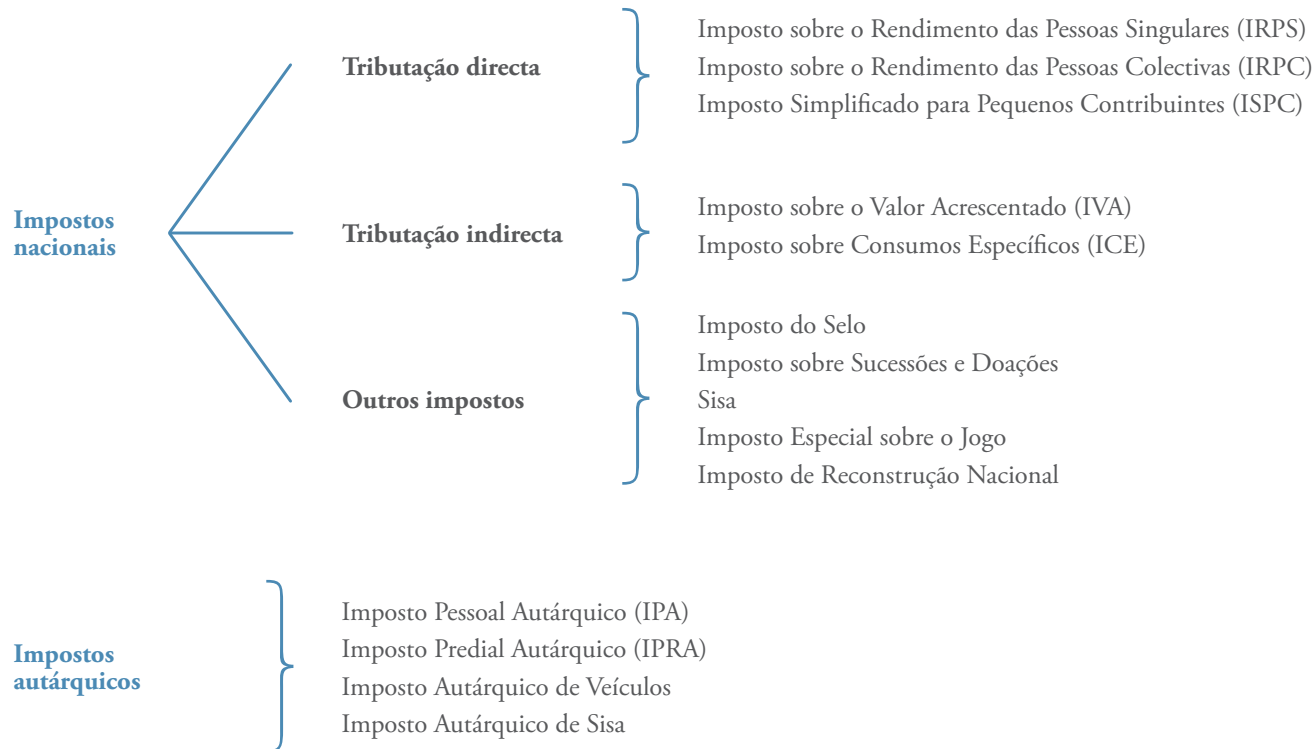 Impostos
nacionais
Tributação directa
Imposto sobre o Rendimento das Pessoas Singulares (IRPS)
Imposto sobre o Rendimento das Pessoas Colectivas (IRPC)
Imposto Simplificado para Pequenos Contribuintes (ISPC)
Tributação indirecta
Imposto sobre o Valor Acrescentado (IVA)
Imposto sobre Consumos Específicos (ICE)
Outros impostos
Imposto do Selo
Imposto sobre Sucessões e Doações
Sisa
Imposto Especial sobre o Jogo
Imposto de Reconstrução Nacional
Impostos
autárquicos
Imposto Pessoal Autárquico (IPA)
Imposto Predial Autárquico (IPRA)
Imposto Autárquico de Veículos
Imposto Autárquico de Sisa